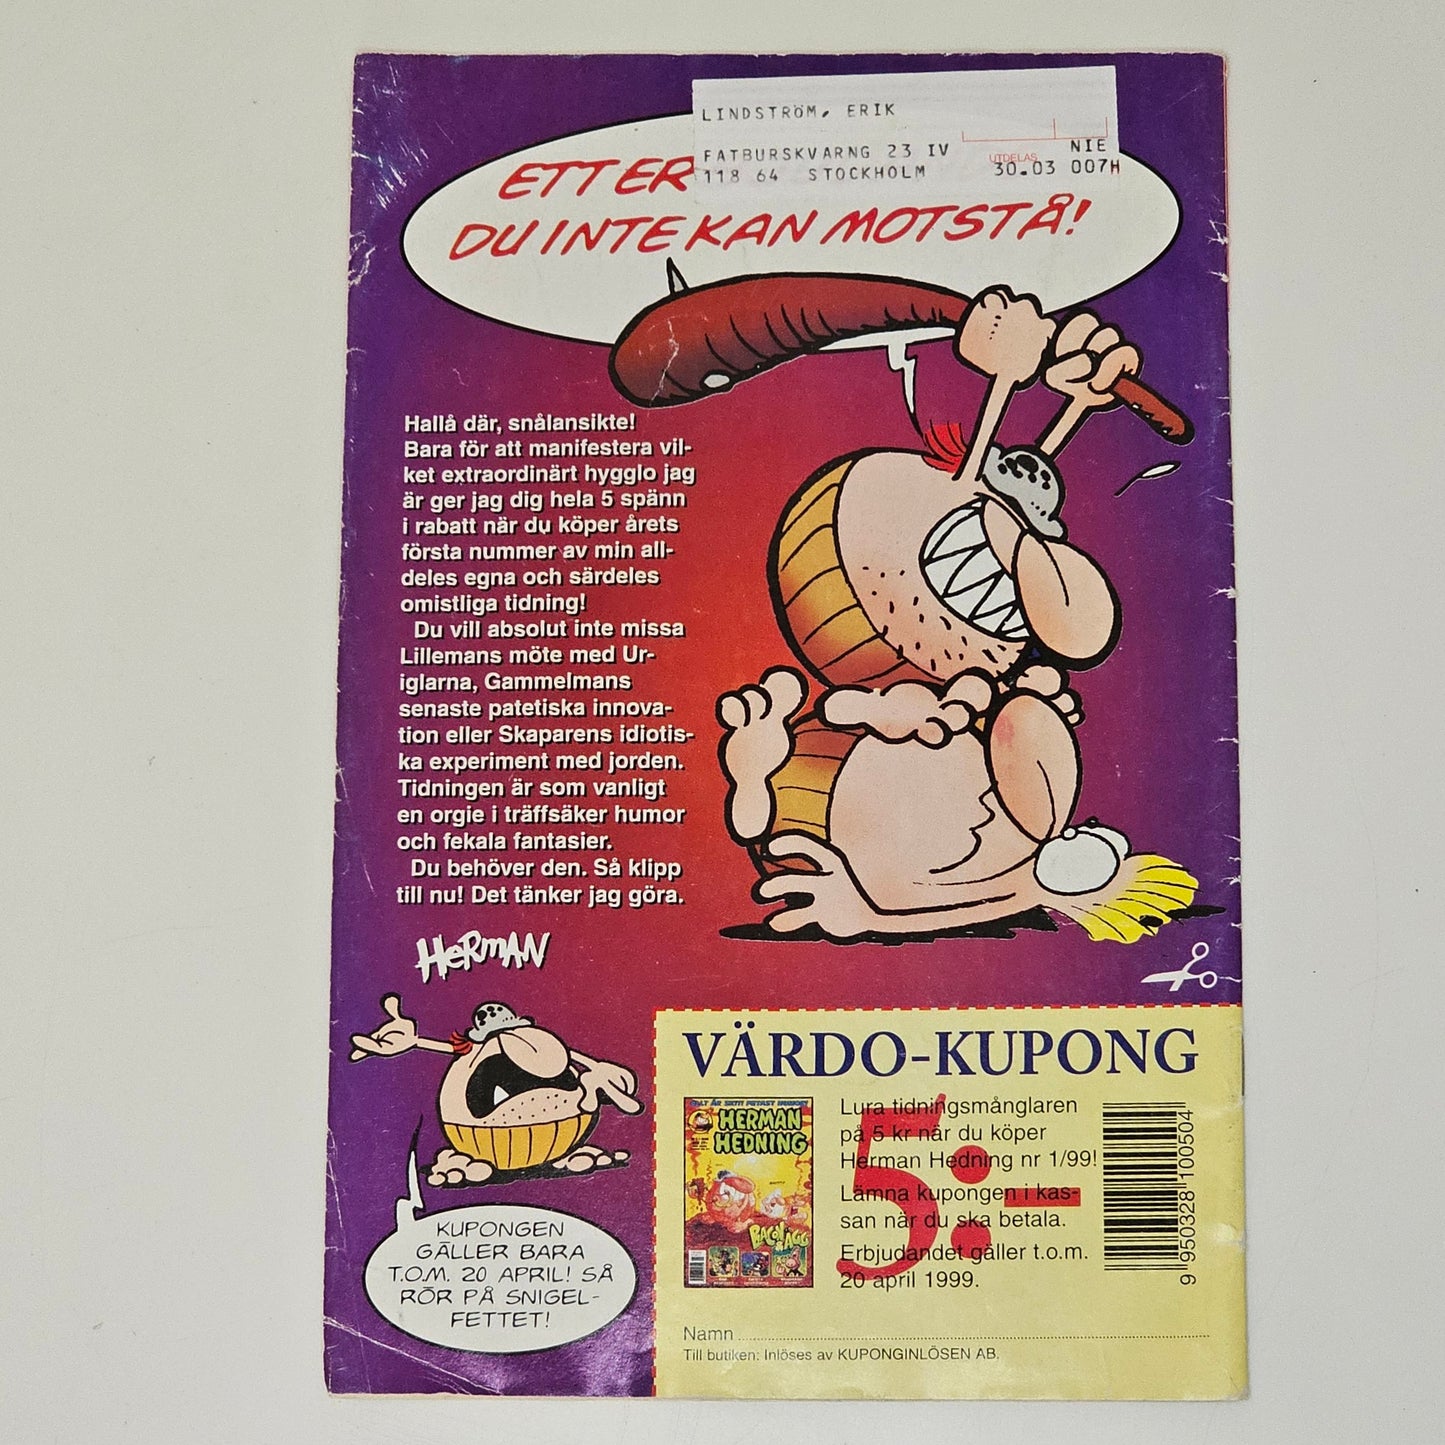 LINDSTRÖM, ERIK
FATBURSKVARNG 23 IV
NIE
UTDELAS
118 64 STOCKHOLM
30.03 007H
ETT ER
DU INTE KAN MOTSTÅ!
Hallå där, snålansikte!
Bara för att manifestera vil-
ket extraordinärt hygglo jag
är ger jag dig hela 5 spänn
i rabatt när du köper årets
första nummer av min all-
deles egna och särdeles
omistliga tidning!
Du vill absolut inte missa
Lillemans möte med Ur-
iglarna, Gammelmans
senaste patetiska innova-
tion eller Skaparens idiotis-
ka experiment med jorden.
Tidningen är som vanligt
en orgie i träffsäker humor
och fekala fantasier.
Du behöver den. Så klipp
till nu! Det tänker jag göra.
HeRmAN
KUPONGEN
GÄLLER BARA
T.O.M. 20 APRIL! SÅ
RÖR PÅ SNIGEL-
FETTET!
VÄRDO-KUPONG
HERMAN
HEDNING
BACON
ÄGG
5:-
Lura tidningsmånglaren
på 5 kr när du köper
Herman Hedning nr 1/99!
Lämna kupongen i kas-
san när du ska betala.
Erbjudandet gäller t.o.m.
20 april 1999.
9 950328 100504
Namn
Till butiken: Inlöses av KUPONGINLÖSEN AB.